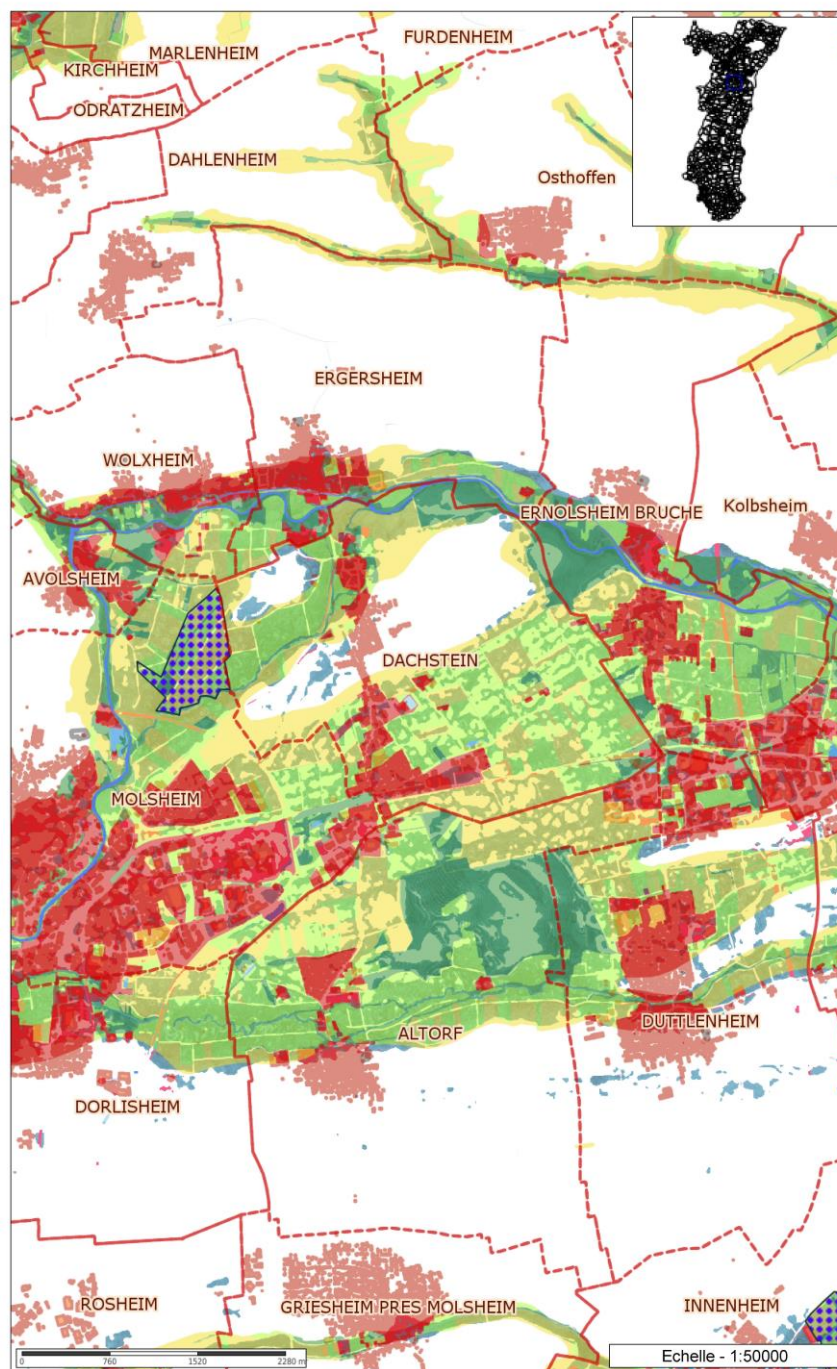 FURDENHEIM
MARLENHEIM
KIRCHHEIM
ODRATZHEIM
DAHLENHEIM
Osthoffen
ERGERSHEIM
WOLXHEIM
ERNOLSHEIM BRUCHE
Kolbsheim
AVOLSHEIM
DACHSTEIN
MOLSHEIM
ALTORF
DUTTLENHEIM
DORLISHEIM
ROSHEIM
GRIESHEIM PRES MOLSHEIM
INNENHEIM
0 760 1520 2280 m
Echelle - 1:50000